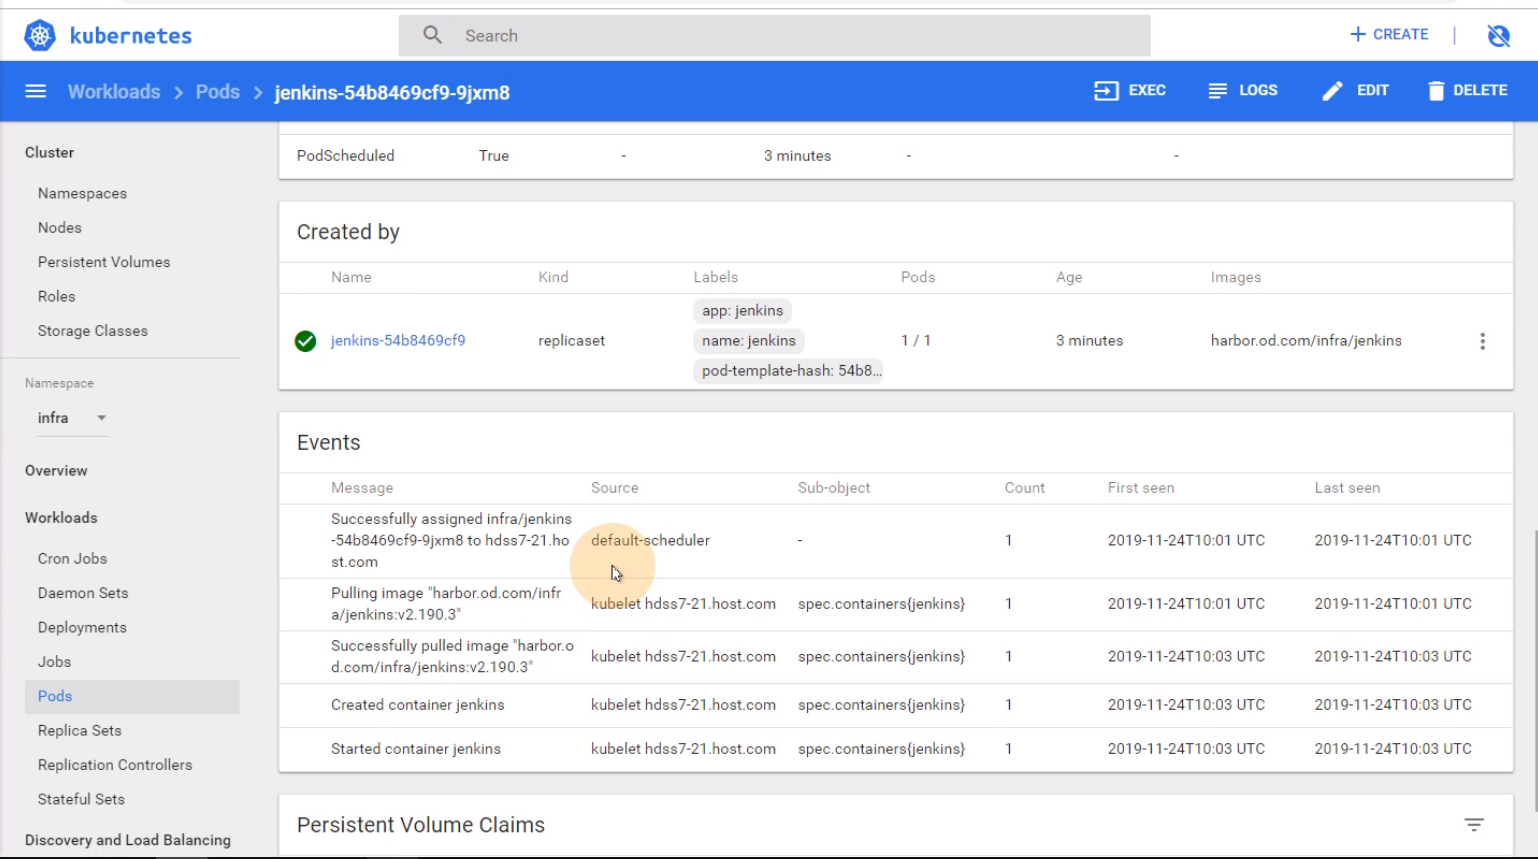 kubernetes
Search
CREATE
Workloads
Pods
jenkins-54b8469cf9-9jxm8
EXEC
LOGS
EDIT
DELETE
Cluster
Namespaces
Nodes
Persistent Volumes
Roles
Storage Classes
Namespace
infra
Overview
Workloads
Cron Jobs
Daemon Sets
Deployments
Jobs
Pods
Replica Sets
Replication Controllers
Stateful Sets
Discovery and Load Balancing
PodScheduled True - 3 minutes - -
Created by
Name Kind Labels Pods Age Images
app: jenkins
jenkins-54b8469cf9 replicaset name: jenkins 1 / 1 3 minutes harbor.od.com/infra/jenkins
pod-template-hash: 54b8...
Events
Message Source Sub-object Count First seen Last seen
Successfully assigned infra/jenkins
-54b8469cf9-9jxm8 to hdss7-21.ho default-scheduler - 1 2019-11-24T10:01 UTC 2019-11-24T10:01 UTC
st.com
Pulling image "harbor.od.com/infr
a/jenkins:v2.190.3" kubelet hdss7-21.host.com spec.containers{jenkins} 1 2019-11-24T10:01 UTC 2019-11-24T10:01 UTC
Successfully pulled image "harbor.o
d.com/infra/jenkins:v2.190.3" kubelet hdss7-21.host.com spec.containers{jenkins} 1 2019-11-24T10:03 UTC 2019-11-24T10:03 UTC
Created container jenkins kubelet hdss7-21.host.com spec.containers{jenkins} 1 2019-11-24T10:03 UTC 2019-11-24T10:03 UTC
Started container jenkins kubelet hdss7-21.host.com spec.containers{jenkins} 1 2019-11-24T10:03 UTC 2019-11-24T10:03 UTC
Persistent Volume Claims